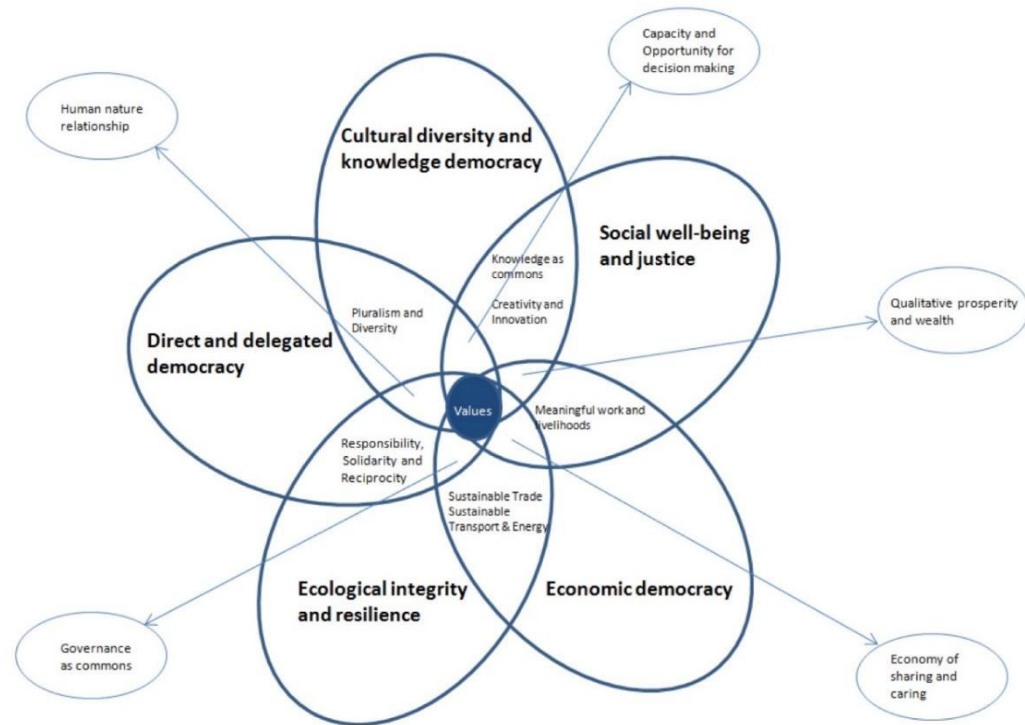 Capacity and
Opportunity for
decision making
Human nature
relationship
Cultural diversity and
knowledge democracy
Social well-being
and justice
Knowledge as
commons
Creativity and
Innovation
Qualitative prosperity
and wealth
Pluralism and
Diversity
Direct and delegated
democracy
Values
Meaningful work and
livelihoods
Responsibility,
Solidarity and
Reciprocity
Sustainable Trade
Sustainable
Transport & Energy
Ecological integrity
and resilience
Economic democracy
Governance
as commons
Economy of
sharing and
caring